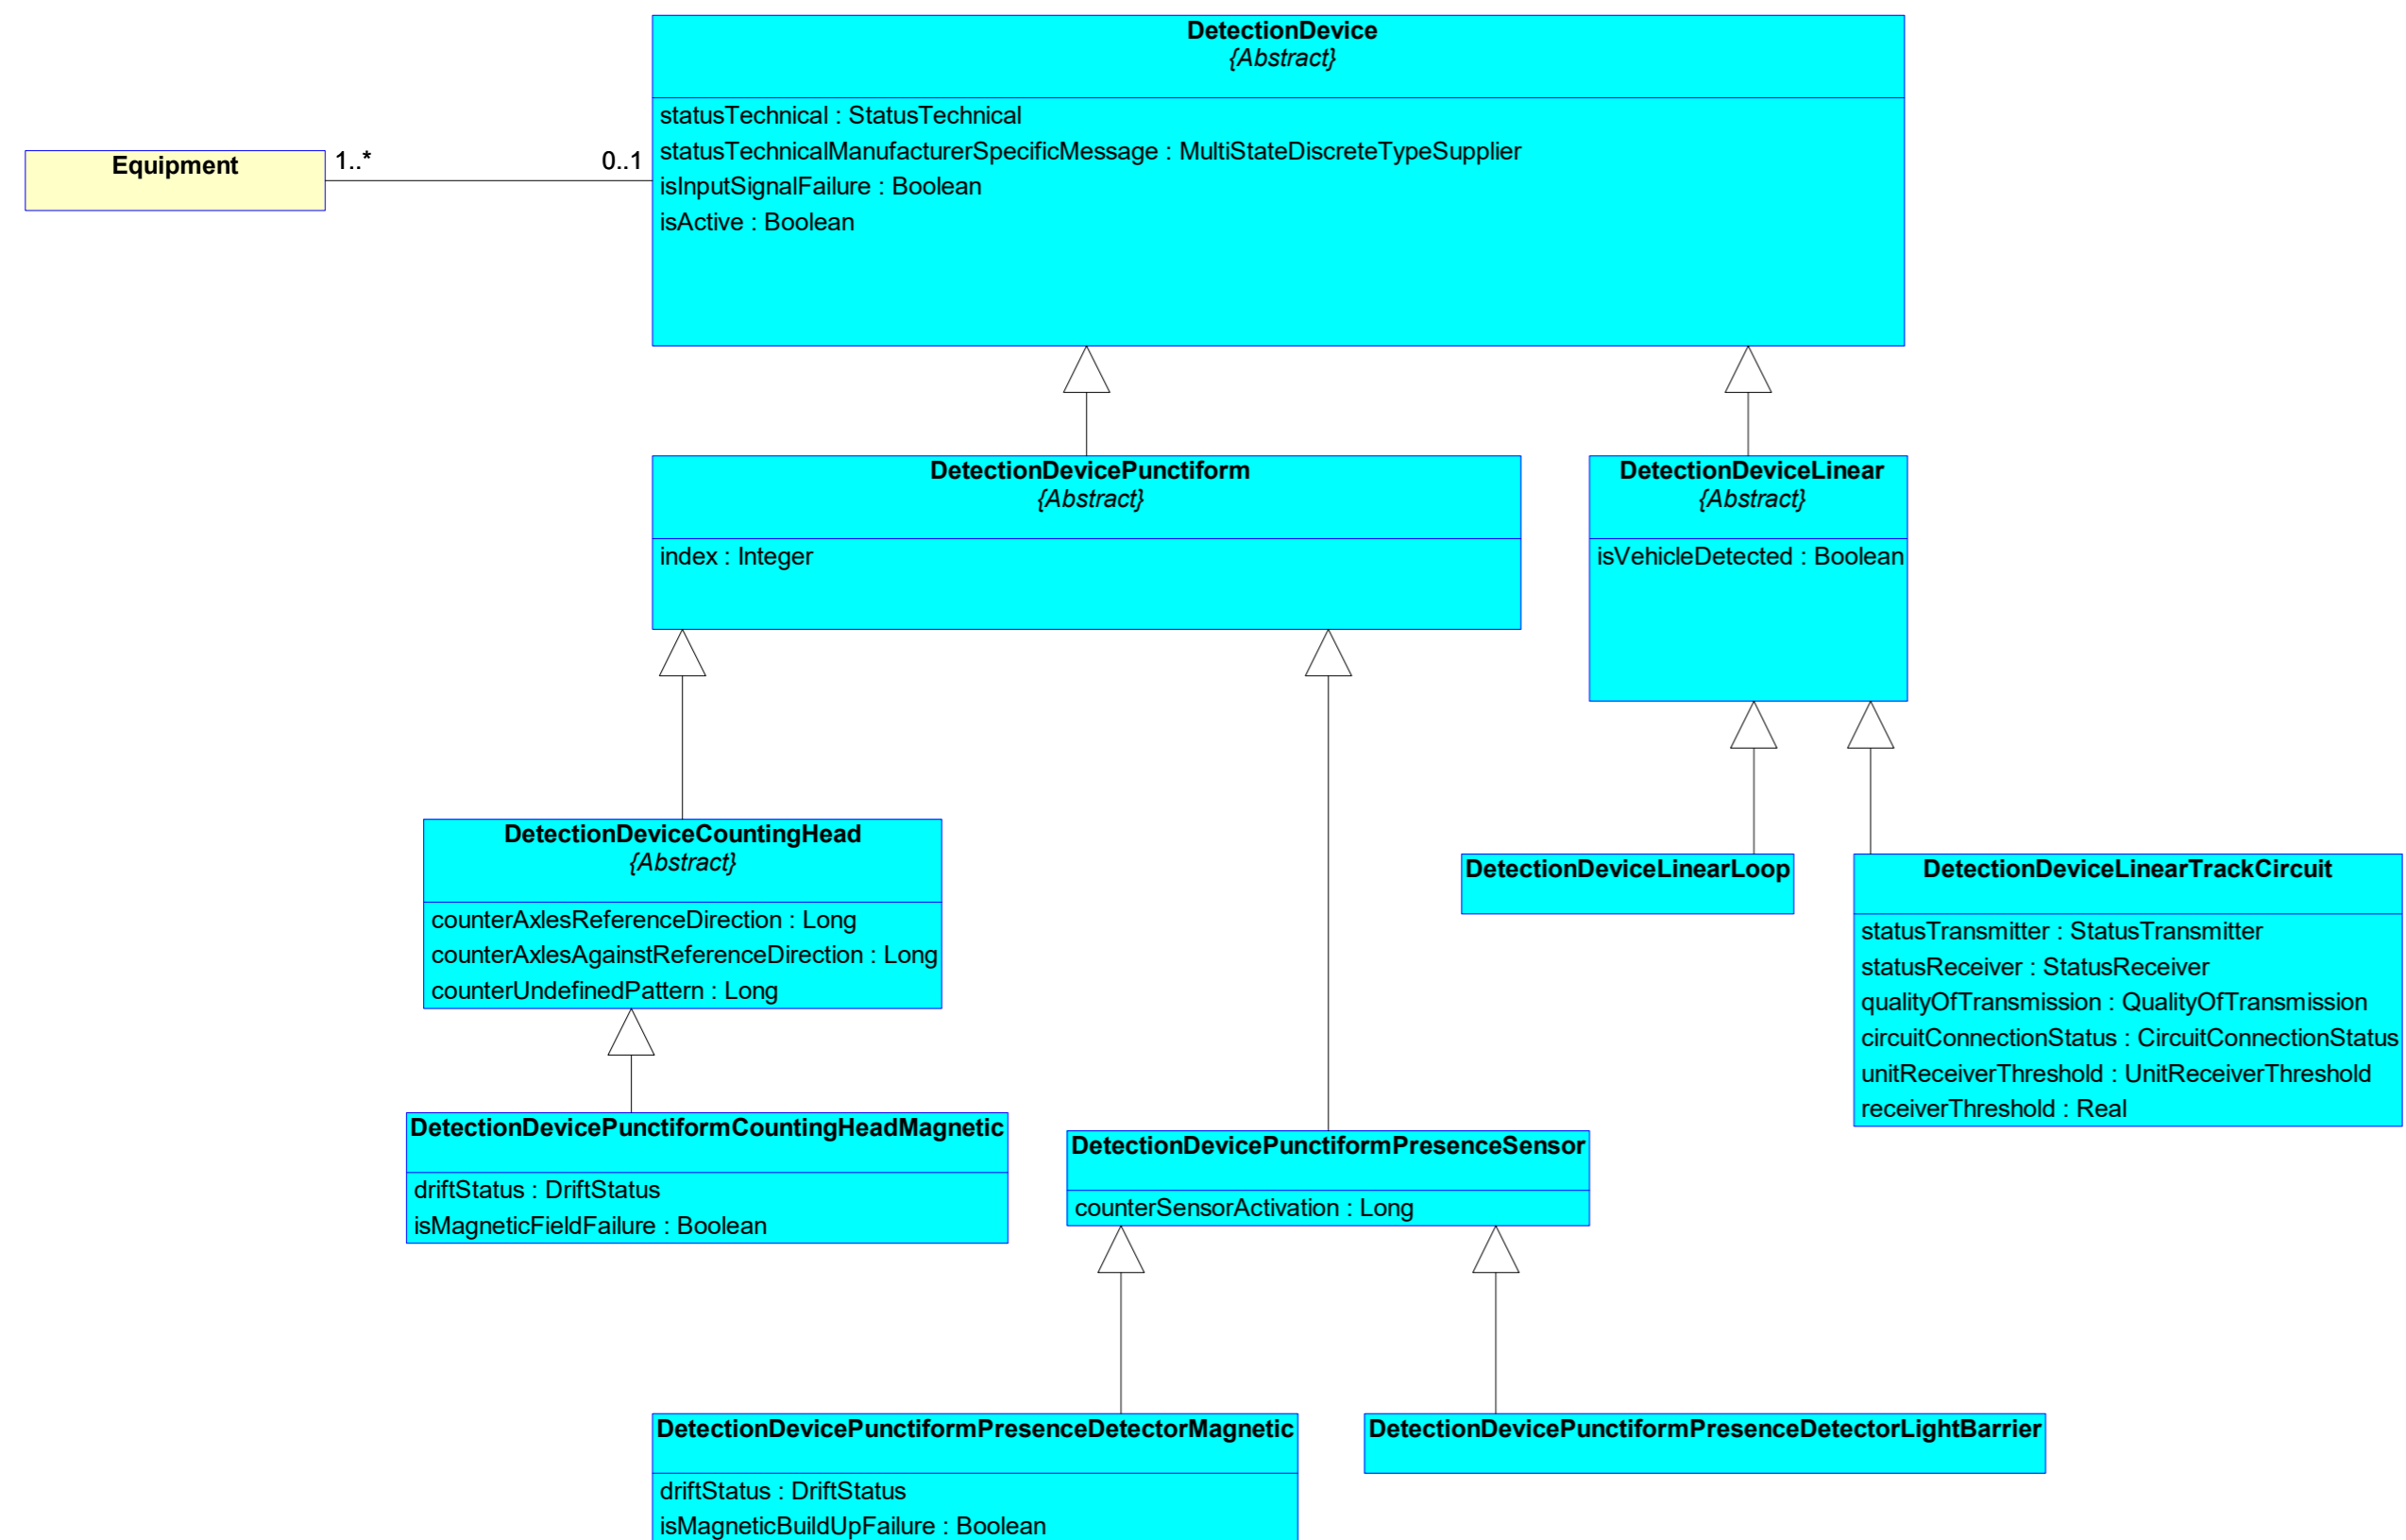 DetectionDevice
{Abstract}
statusTechnical : StatusTechnical
statusTechnicalManufacturerSpecificMessage : MultiStateDiscreteTypeSupplier
isInputSignalFailure : Boolean
isActive : Boolean
Equipment
1..*
0..1
DetectionDevicePunctiform
{Abstract}
index : Integer
DetectionDeviceLinear
{Abstract}
isVehicleDetected : Boolean
DetectionDeviceCountingHead
{Abstract}
counterAxlesReferenceDirection : Long
counterAxlesAgainstReferenceDirection : Long
counterUndefinedPattern : Long
DetectionDeviceLinearLoop
DetectionDeviceLinearTrackCircuit
statusTransmitter : StatusTransmitter
statusReceiver : StatusReceiver
qualityOfTransmission : QualityOfTransmission
circuitConnectionStatus : CircuitConnectionStatus
unitReceiverThreshold : UnitReceiverThreshold
receiverThreshold : Real
DetectionDevicePunctiformCountingHeadMagnetic
driftStatus : DriftStatus
isMagneticFieldFailure : Boolean
DetectionDevicePunctiformPresenceSensor
counterSensorActivation : Long
DetectionDevicePunctiformPresenceDetectorMagnetic
driftStatus : DriftStatus
isMagneticBuildUpFailure : Boolean
DetectionDevicePunctiformPresenceDetectorLightBarrier